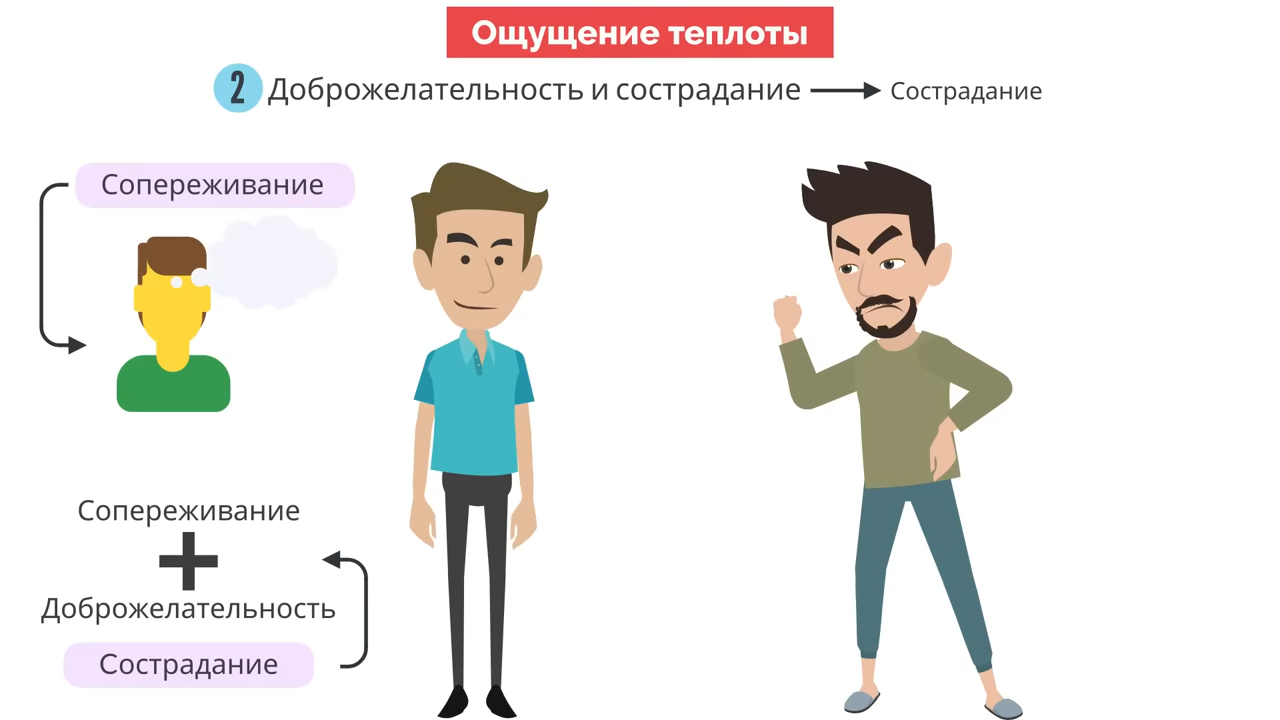 Ощущение теплоты
2 Доброжелательность и сострадание Сострадание
Сопереживание
Сопереживание
Доброжелательность
Сострадание